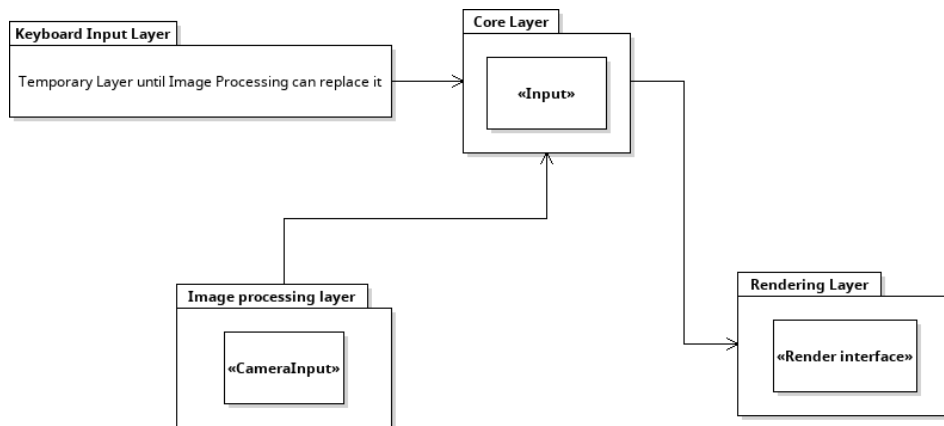 Keyboard Input Layer
Temporary Layer until Image Processing can replace it
Core Layer
«Input»
Image processing layer
«CameraInput»
Rendering Layer
«Render interface»